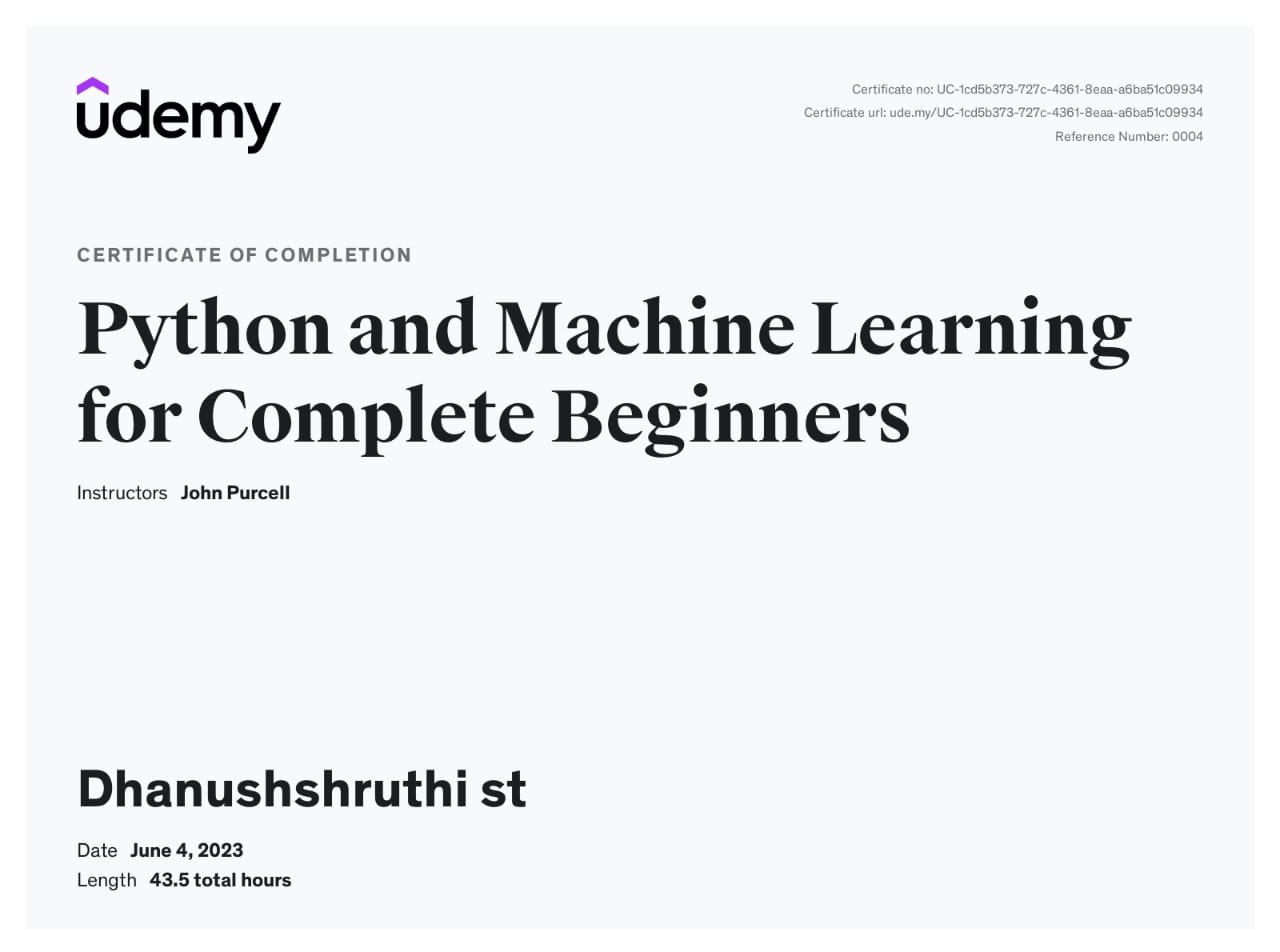 udemy
Certificate no: UC-1cd5b373-727c-4361-8eaa-a6ba51c09934
Certificate url: ude.my/UC-1cd5b373-727c-4361-8eaa-a6ba51c09934
Reference Number: 0004
CERTIFICATE OF COMPLETION
Python and Machine Learning
for Complete Beginners
Instructors John Purcell
Dhanushshruthi st
Date June 4, 2023
Length 43.5 total hours